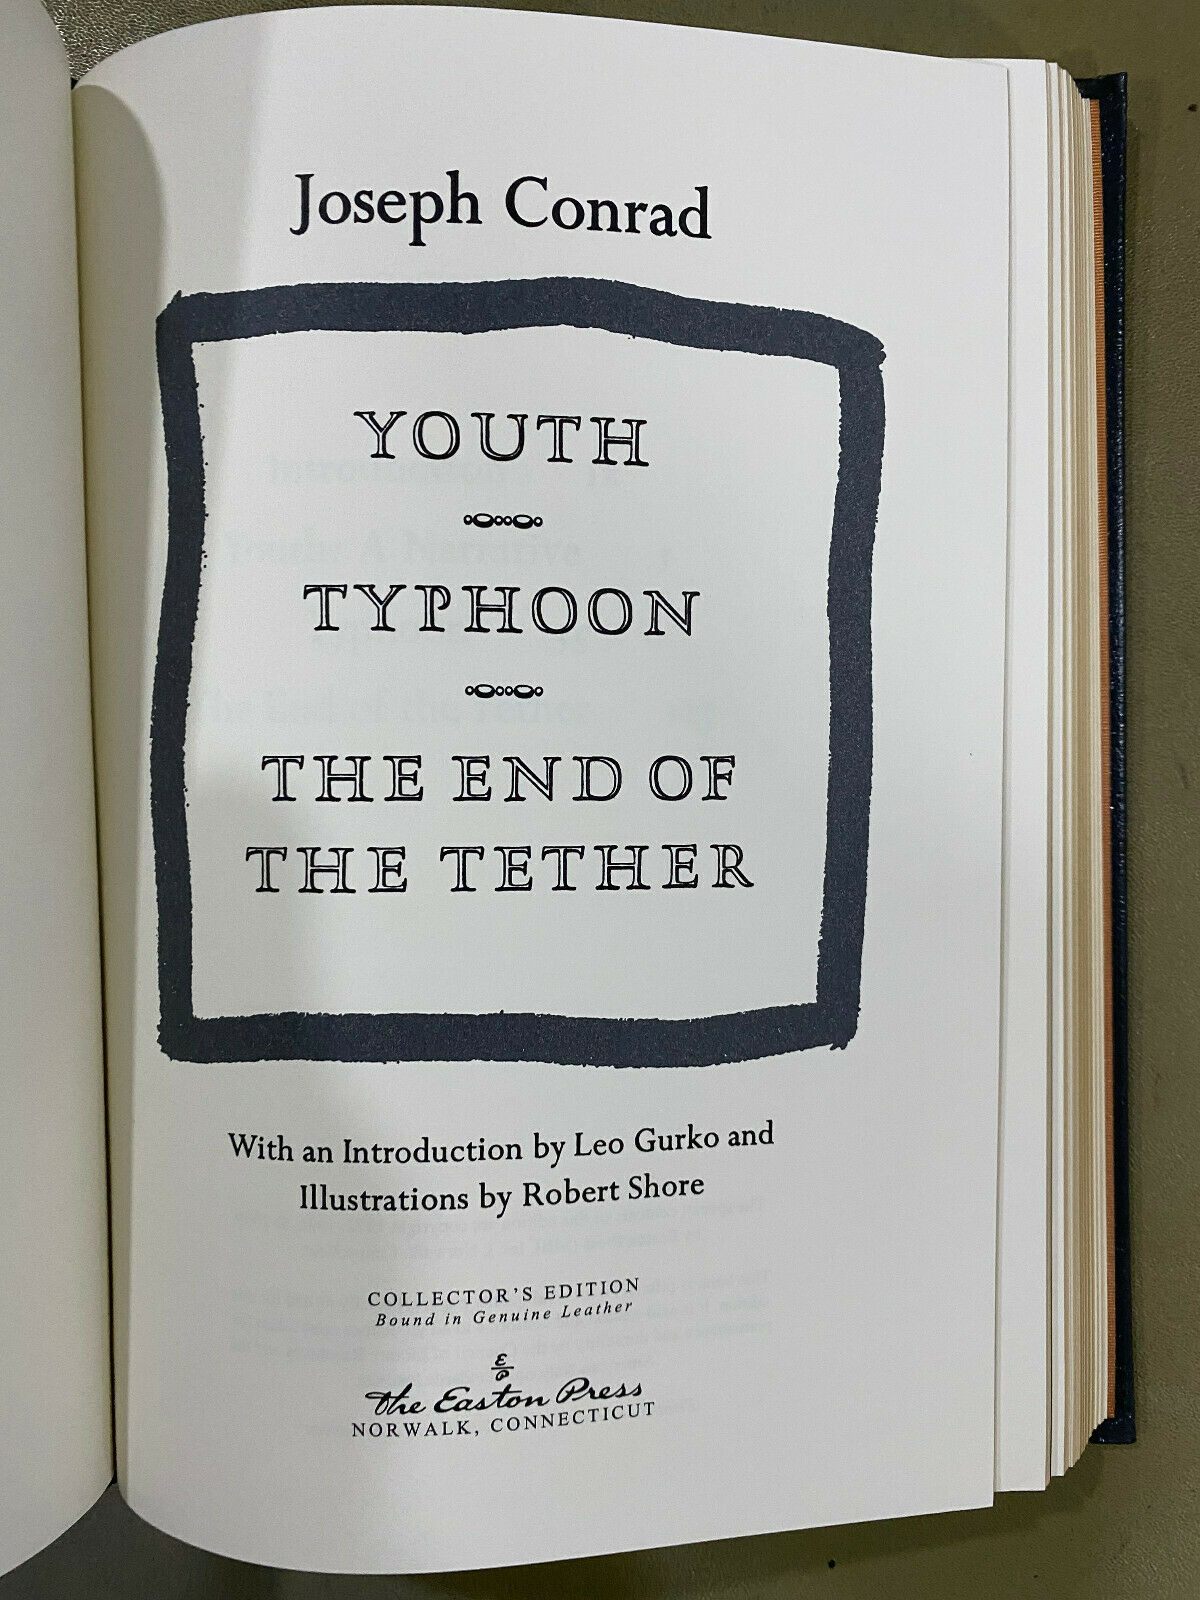 Joseph Conrad
YOUTH
TYPHOON
THE END OF
THE TETHER
With an Introduction by Leo Gurko and
Illustrations by Robert Shore
COLLECTOR'S EDITION
Bound in Genuine Leather
EP
The Easton Press
NORWALK, CONNECTICUT